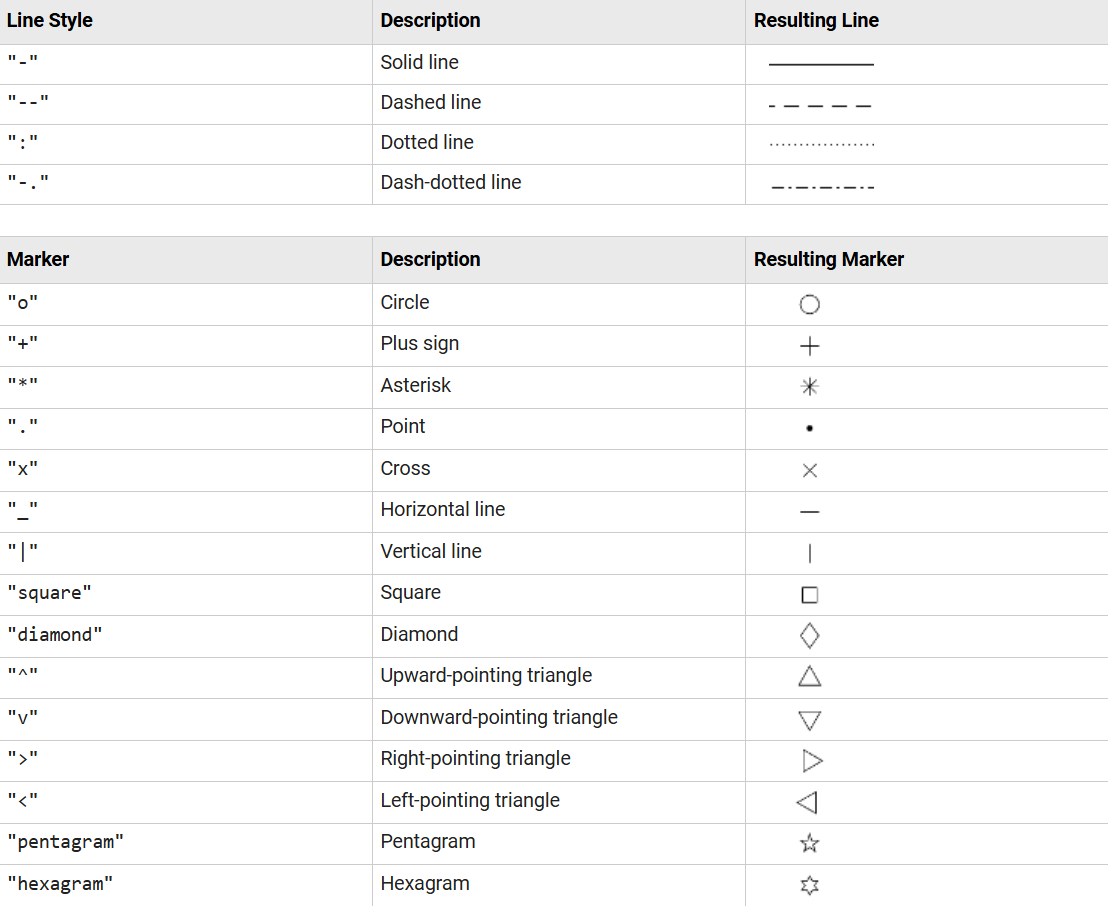 Line Style Description Resulting Line
"-" Solid line
"--" Dashed line
":" Dotted line
"-." Dash-dotted line
Marker Description Resulting Marker
"o" Circle
"+" Plus sign
"*" Asterisk
"." Point
"x" Cross
"_" Horizontal line
"|" Vertical line
"square" Square
"diamond" Diamond
"^" Upward-pointing triangle
"v" Downward-pointing triangle
">" Right-pointing triangle
"<" Left-pointing triangle
"pentagram" Pentagram
"hexagram" Hexagram